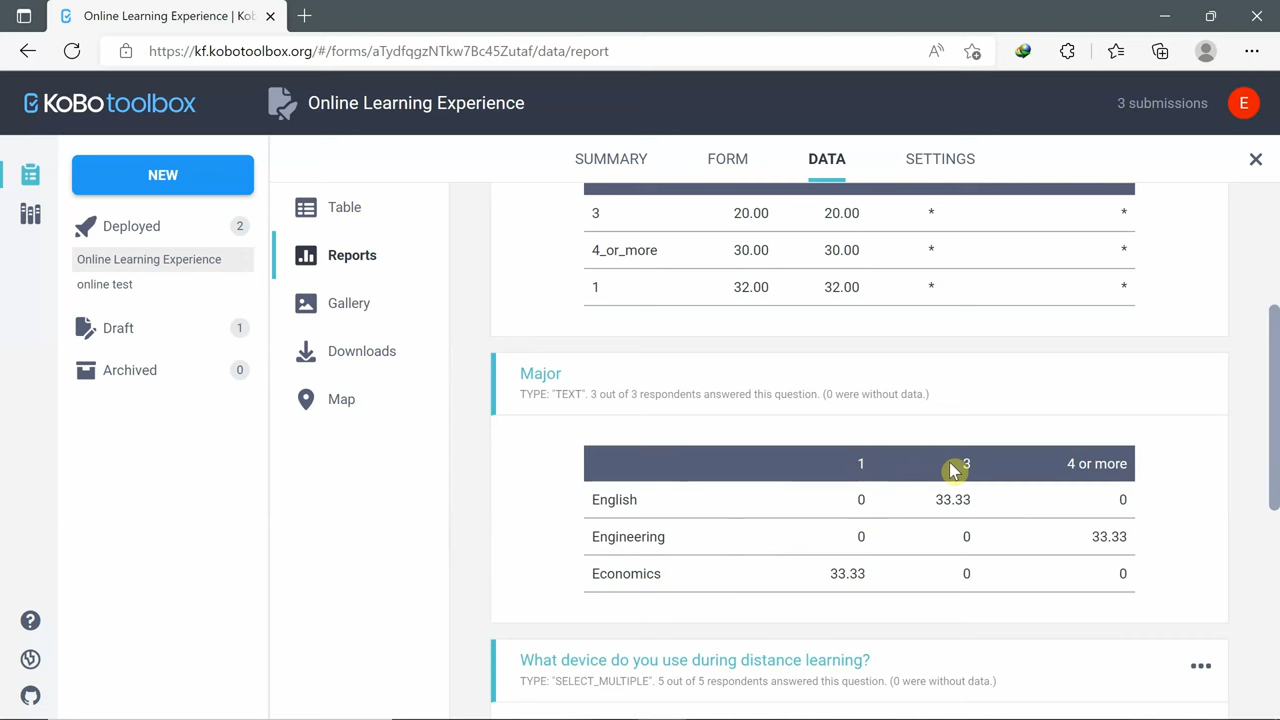 Online Learning Experience | Ko
https://kf.kobotoolbox.org/#/forms/aTydfqgzNTkw7Bc45Zutaf/data/report
KoBotoolbox
Online Learning Experience
3 submissions
E
NEW
Deployed
2
Online Learning Experience
online test
Draft
1
Archived
0
Table
Reports
Gallery
Downloads
Map
SUMMARY FORM DATA SETTINGS
3 20.00 20.00 * *
4_or_more 30.00 30.00 * *
1 32.00 32.00 * *
Major
TYPE: "TEXT". 3 out of 3 respondents answered this question. (0 were without data.)
1 3 4 or more
English 0 33.33 0
Engineering 0 0 33.33
Economics 33.33 0 0
What device do you use during distance learning?
TYPE: "SELECT_MULTIPLE". 5 out of 5 respondents answered this question. (0 were without data.)